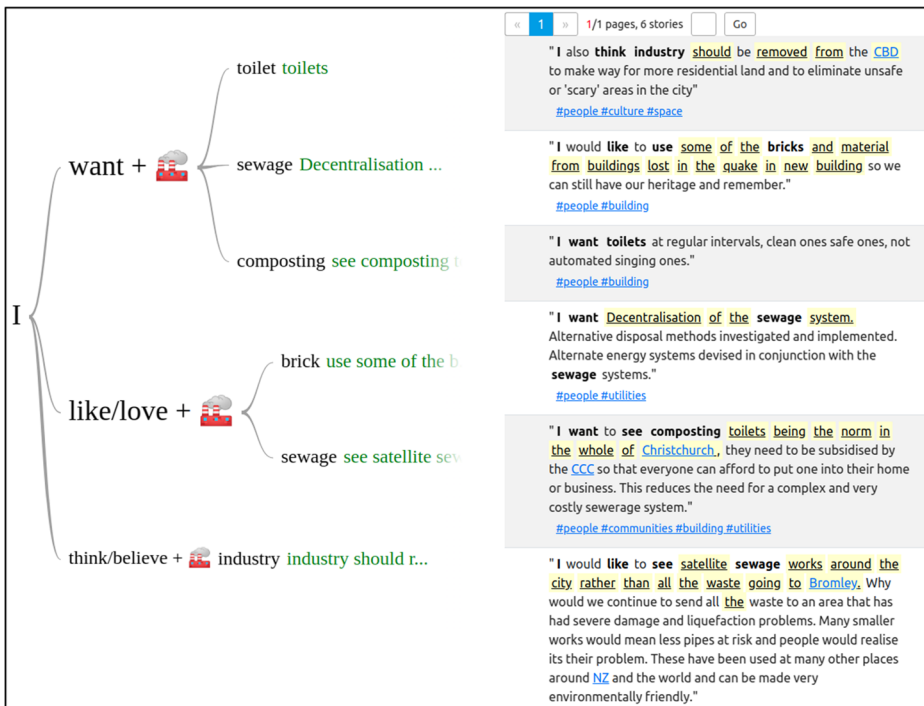 I
want +
toilet toilets
sewage Decentralisation ...
composting see composting
like/love +
brick use some of the
sewage see satellite
think/believe + industry industry should r...
« 1 » 1/1 pages, 6 stories Go
"I also think industry should be removed from the CBD
to make way for more residential land and to eliminate unsafe
or 'scary' areas in the city"
#people #culture #space
"I would like to use some of the bricks and material
from buildings lost in the quake in new building so we
can still have our heritage and remember."
#people #building
"I want toilets at regular intervals, clean ones safe ones, not
automated singing ones."
#people #building
"I want Decentralisation of the sewage system.
Alternative disposal methods investigated and implemented.
Alternate energy systems devised in conjunction with the
sewage systems."
#people #utilities
"I want to see composting toilets being the norm in
the whole of Christchurch, they need to be subsidised by
the CCC so that everyone can afford to put one into their home
or business. This reduces the need for a complex and very
costly sewerage system."
#people #communities #building #utilities
"I would like to see satellite sewage works around the
city rather than all the waste going to Bromley. Why
would we continue to send all the waste to an area that has
had severe damage and liquefaction problems. Many smaller
works would mean less pipes at risk and people would realise
its their problem. These have been used at many other places
around NZ and the world and can be made very
environmentally friendly."